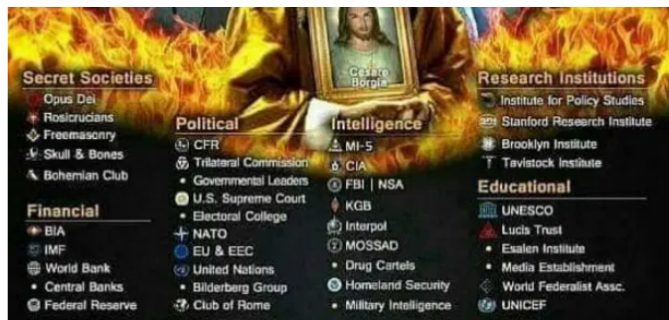 Cesare
Borgia
Secret Societies
Opus Dei
Rosicrucians
Freemasonry
Skull & Bones
Bohemian Club
Financial
BIA
IMF
World Bank
Central Banks
Federal Reserve
Political
CFR
Trilateral Commission
Governmental Leaders
U.S. Supreme Court
Electoral College
NATO
EU & EEC
United Nations
Bilderberg Group
Club of Rome
Intelligence
MI-5
CIA
FBI | NSA
KGB
Interpol
MOSSAD
Drug Cartels
Homeland Security
Military Intelligence
Research Institutions
Institute for Policy Studies
Stanford Research Institute
Brooklyn Institute
Tavistock Institute
Educational
UNESCO
Lucis Trust
Esalen Institute
Media Establishment
World Federalist Assc.
UNICEF